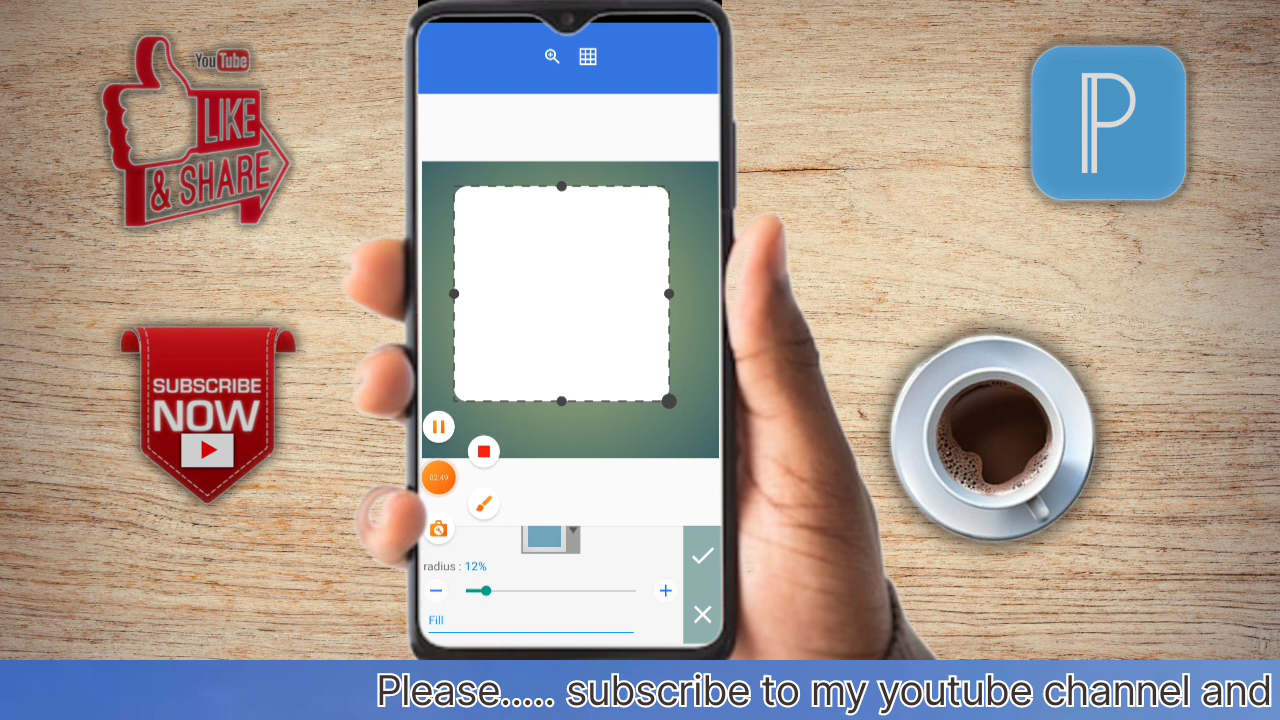 YouTube
LIKE
& SHARE
P
SUBSCRIBE
NOW
02:49
radius : 12%
Fill
Please..... subscribe to my youtube channel and